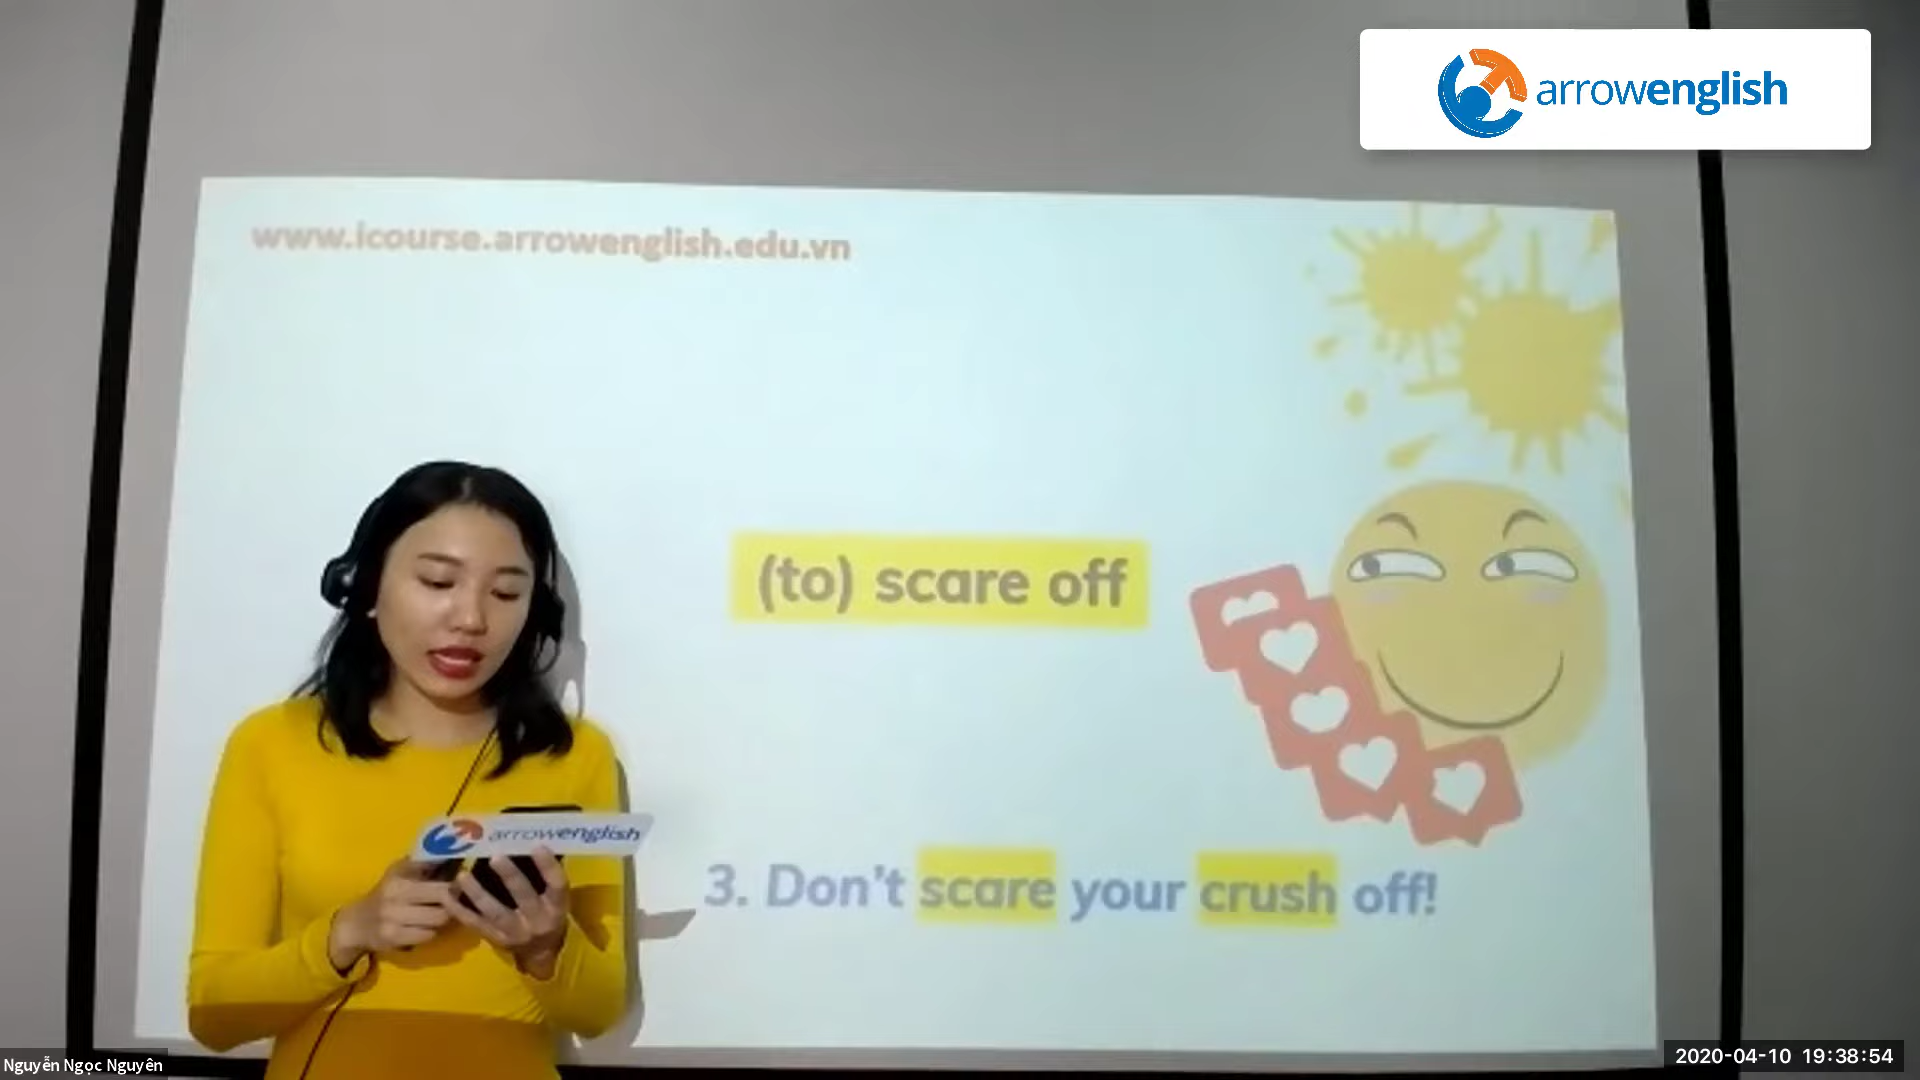 arrowenglish
www.icourse.arrowenglish.edu.vn
(to) scare off
arrowenglish
3. Don't scare your crush off!
Nguyễn Ngọc Nguyên
2020-04-10 19:38:54